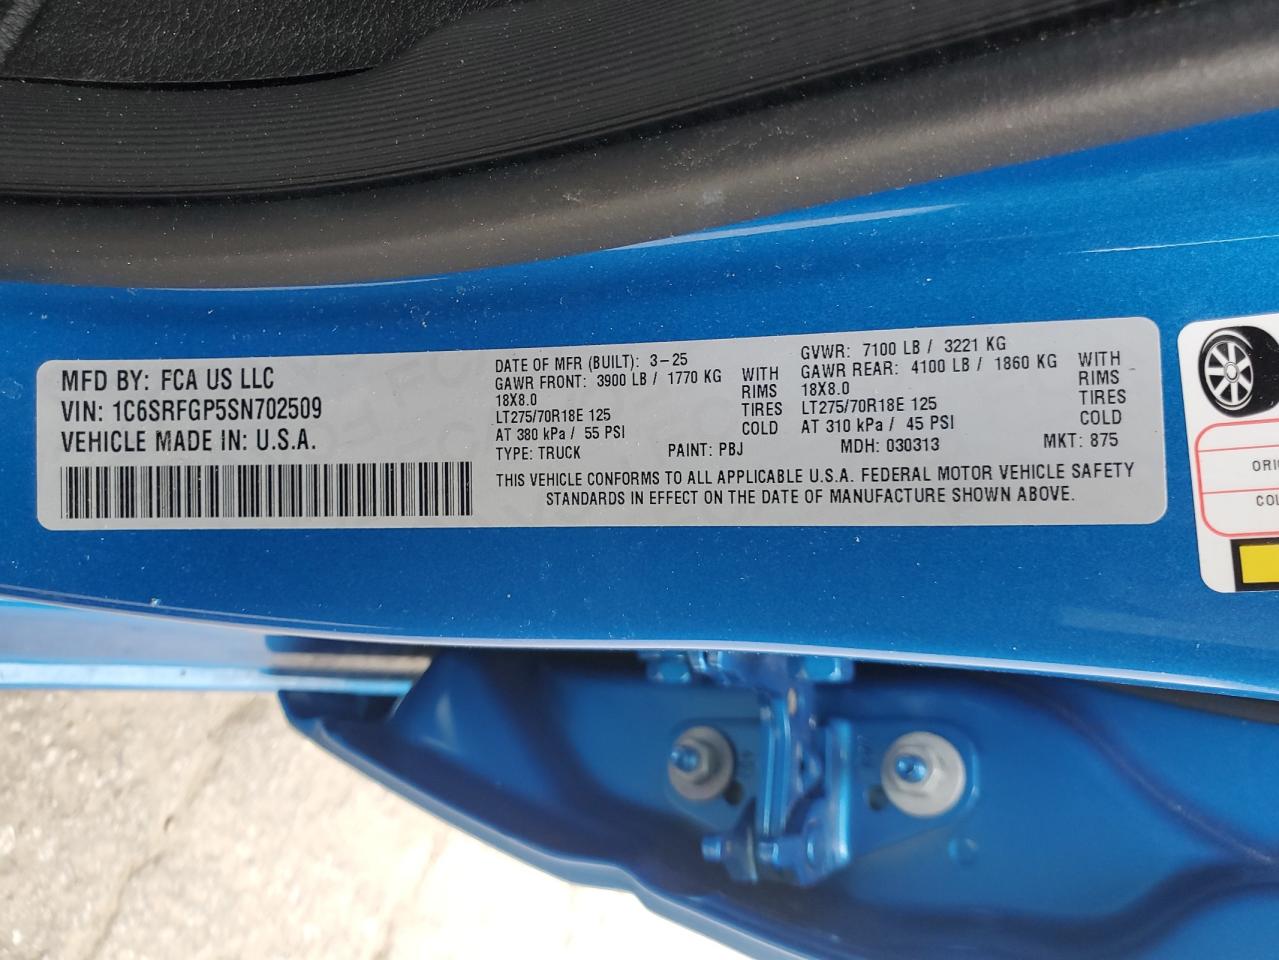 MFD BY: FCA US LLC
VIN: 1C6SRFGP5SN702509
VEHICLE MADE IN: U.S.A.
DATE OF MFR (BUILT): 3-25
GAWR FRONT: 3900 LB / 1770 KG WITH
18X8.0 RIMS
LT275/70R18E 125 TIRES
AT 380 kPa / 55 PSI COLD
TYPE: TRUCK PAINT: PBJ
GVWR: 7100 LB / 3221 KG
GAWR REAR: 4100 LB / 1860 KG WITH
18X8.0 RIMS
LT275/70R18E 125 TIRES
AT 310 kPa / 45 PSI COLD
MDH: 030313 MKT: 875
THIS VEHICLE CONFORMS TO ALL APPLICABLE U.S.A. FEDERAL MOTOR VEHICLE SAFETY
STANDARDS IN EFFECT ON THE DATE OF MANUFACTURE SHOWN ABOVE.